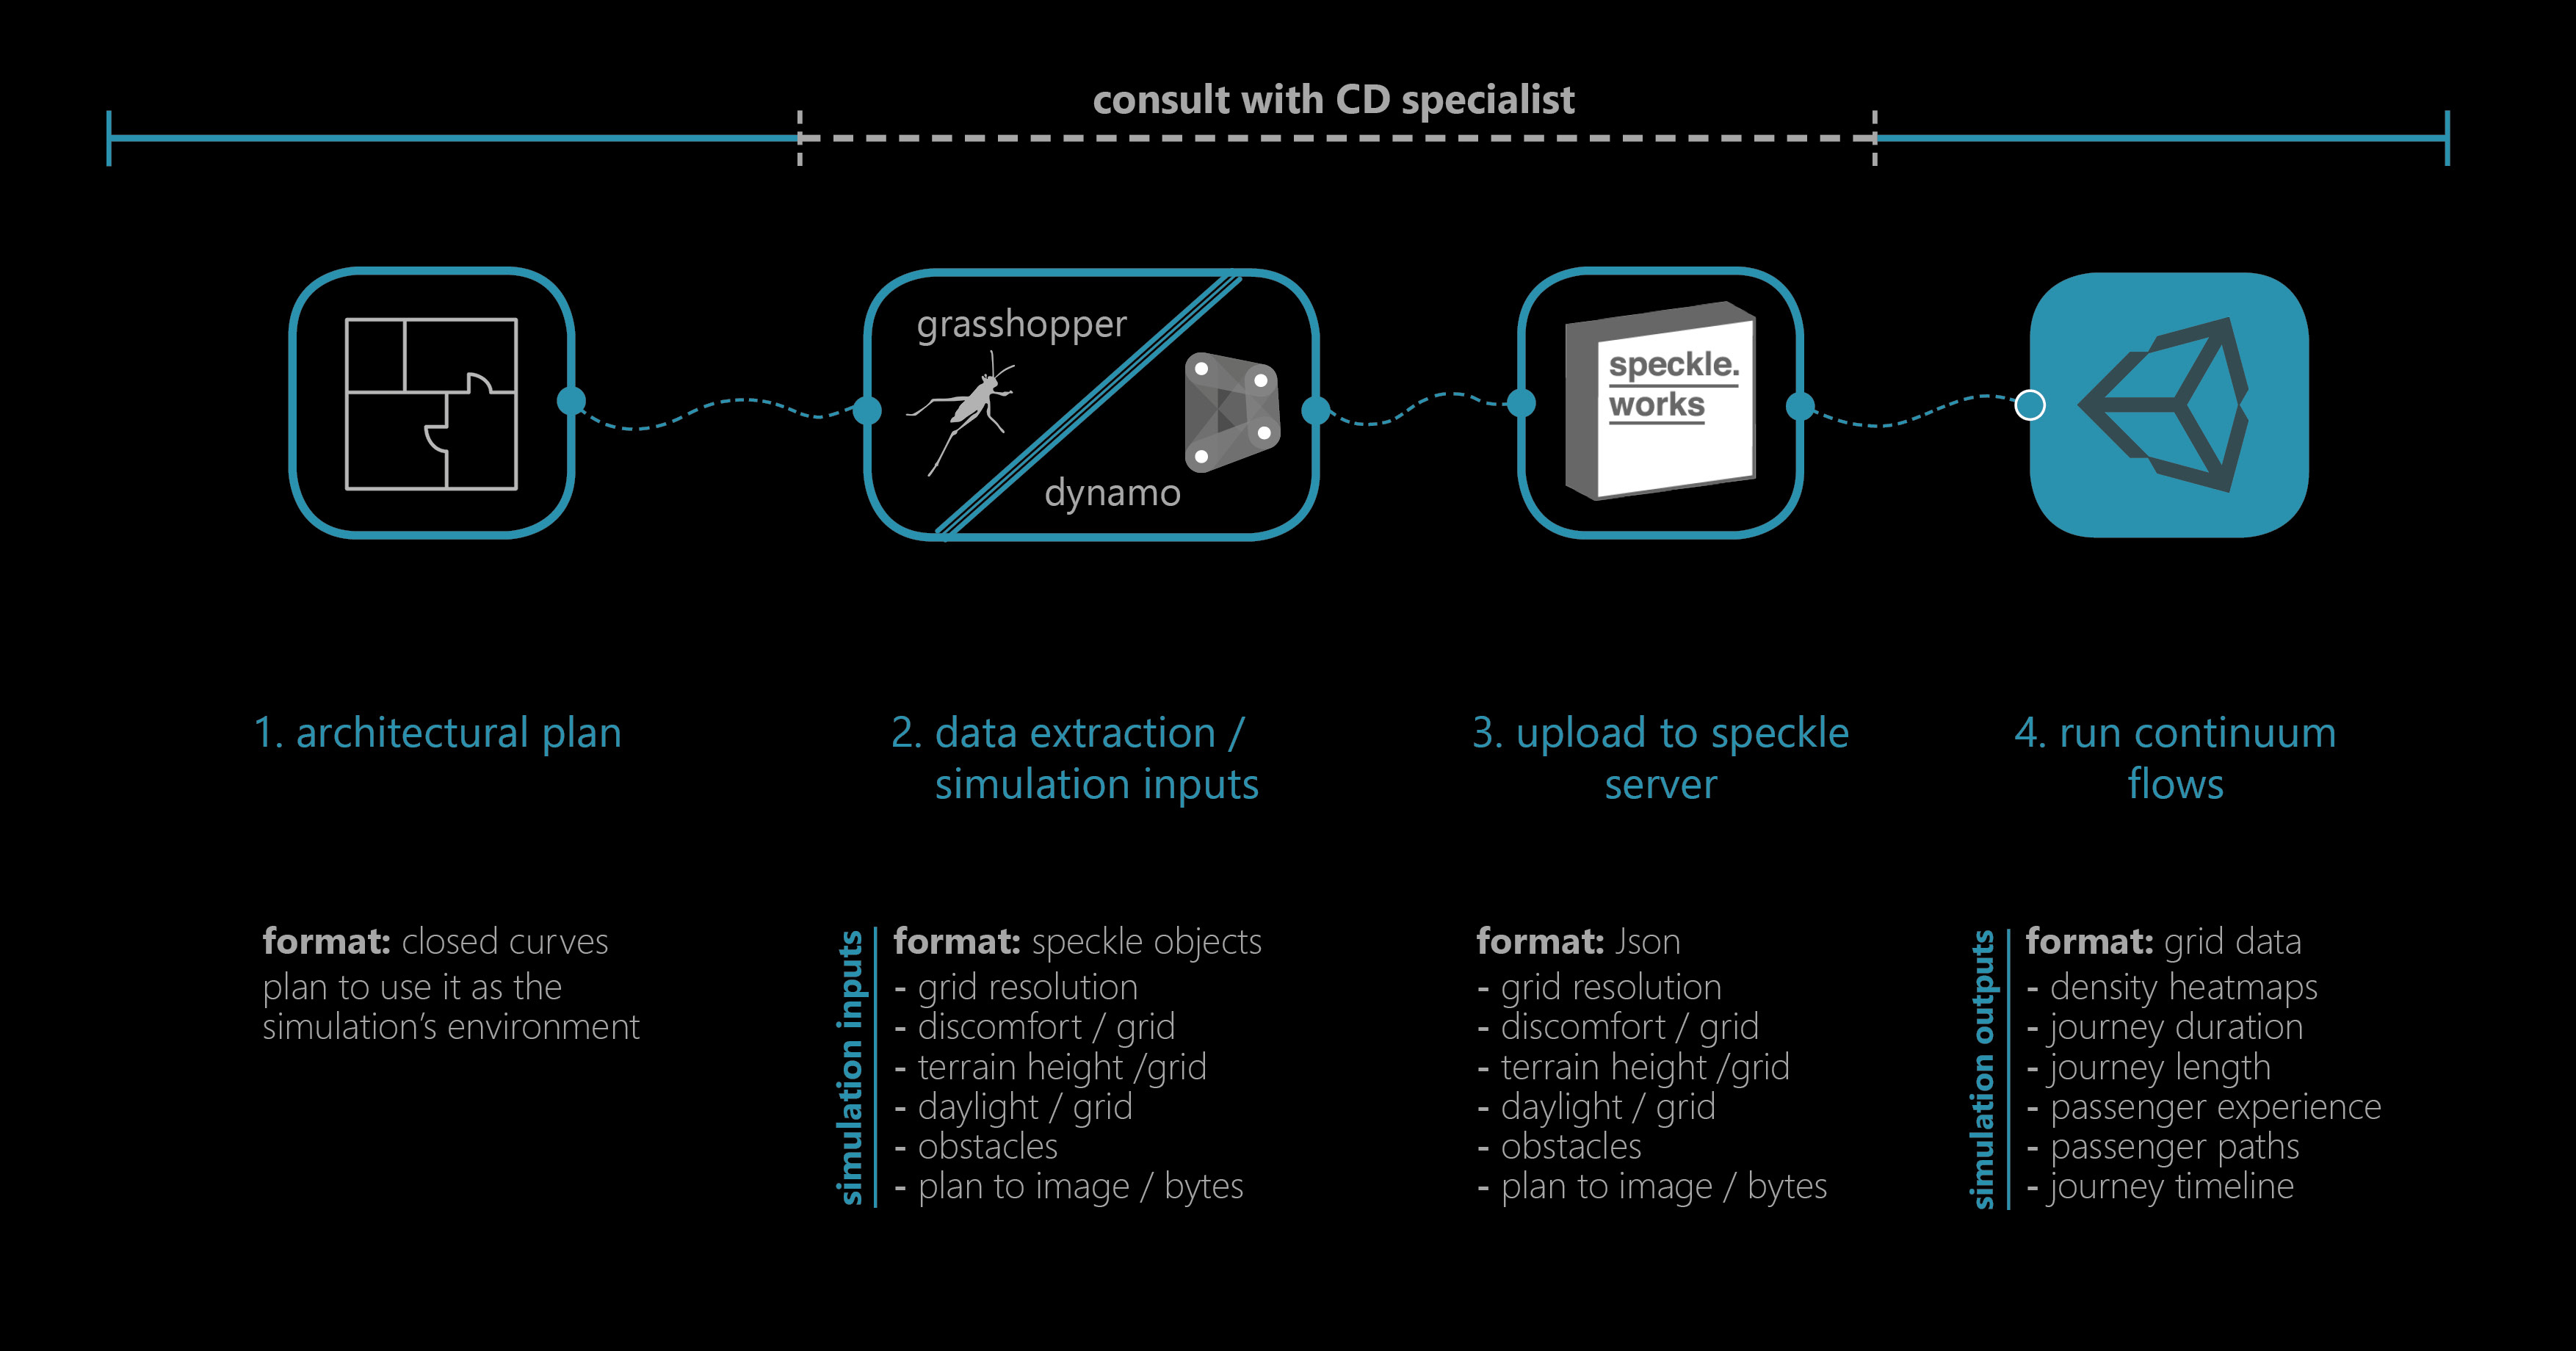 consult with CD specialist
grasshopper
dynamo
speckle.
works
1. architectural plan
2. data extraction /
simulation inputs
3. upload to speckle
server
4. run continuum
flows
format: closed curves
plan to use it as the
simulation’s environment
simulation inputs
format: speckle objects
- grid resolution
- discomfort / grid
- terrain height /grid
- daylight / grid
- obstacles
- plan to image / bytes
format: Json
- grid resolution
- discomfort / grid
- terrain height /grid
- daylight / grid
- obstacles
- plan to image / bytes
simulation outputs
format: grid data
- density heatmaps
- journey duration
- journey length
- passenger experience
- passenger paths
- journey timeline